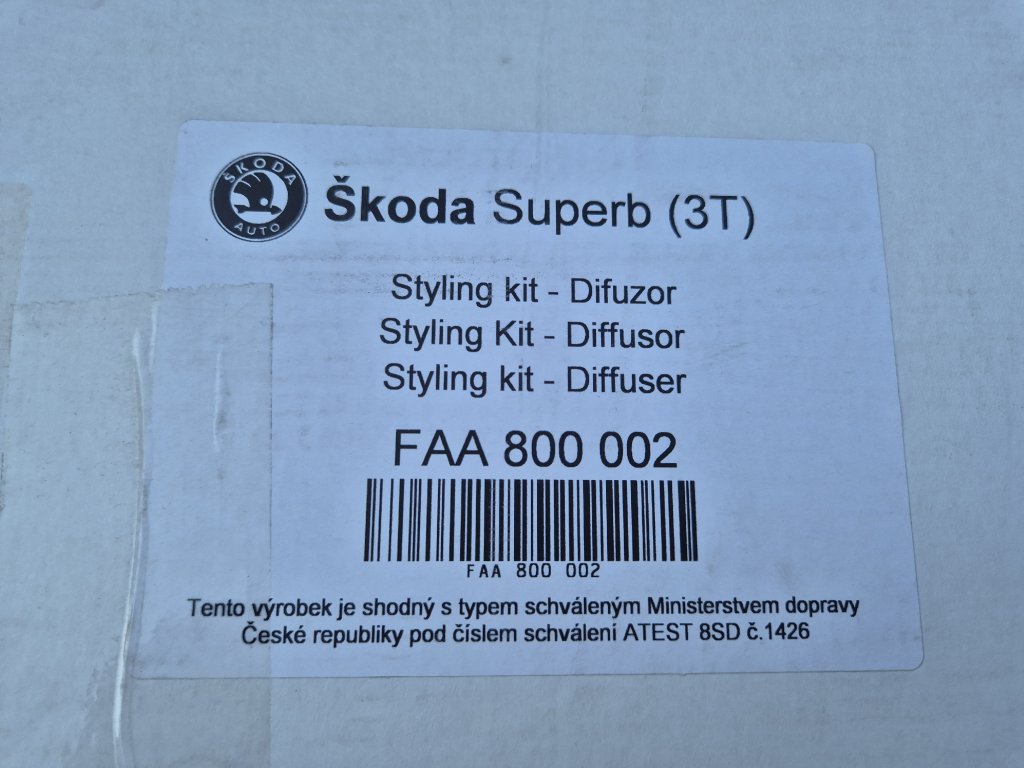 ŠKODA
AUTO
Škoda Superb (3T)
Styling kit - Difuzor
Styling Kit - Diffusor
Styling kit - Diffuser
FAA 800 002
FAA 800 002
Tento výrobek je shodný s typem schváleným Ministerstvem dopravy
České republiky pod číslem schválení ATEST 8SD č.1426